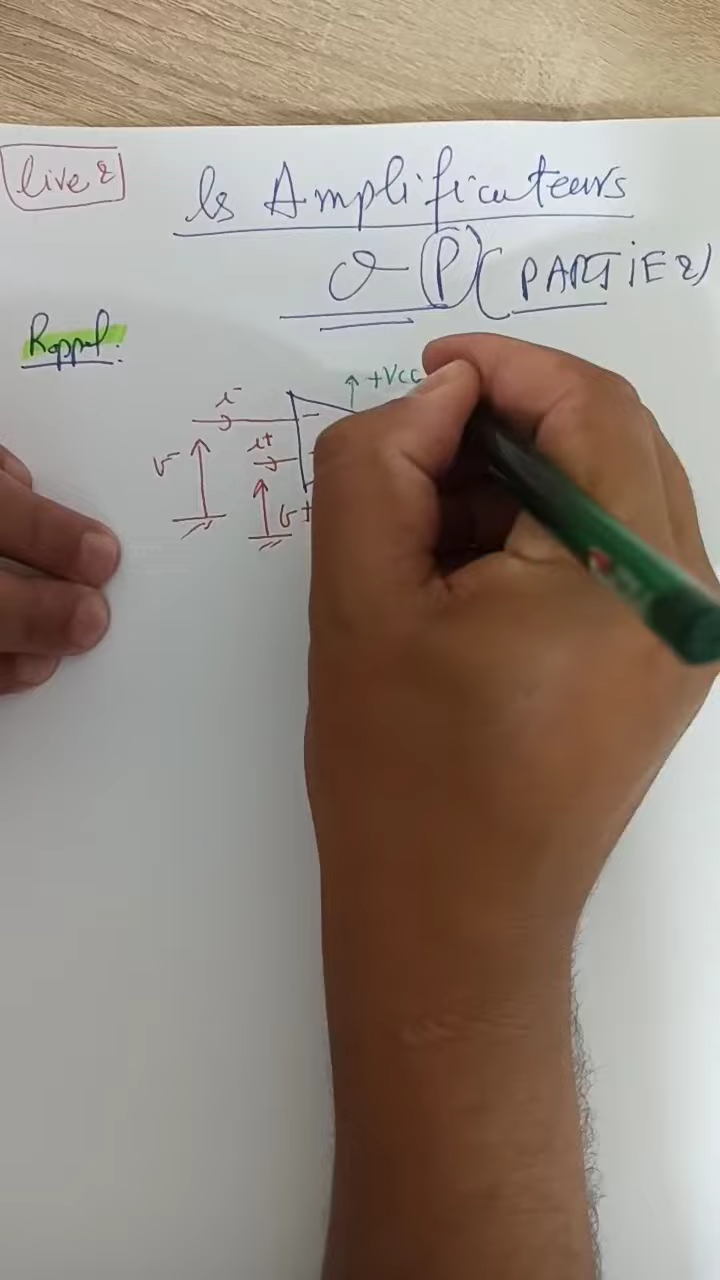 live 2
ls Amplificateurs
O P (PARTIE 2)
Rappel:
+Vcc
i-
-
i+
v-
v+